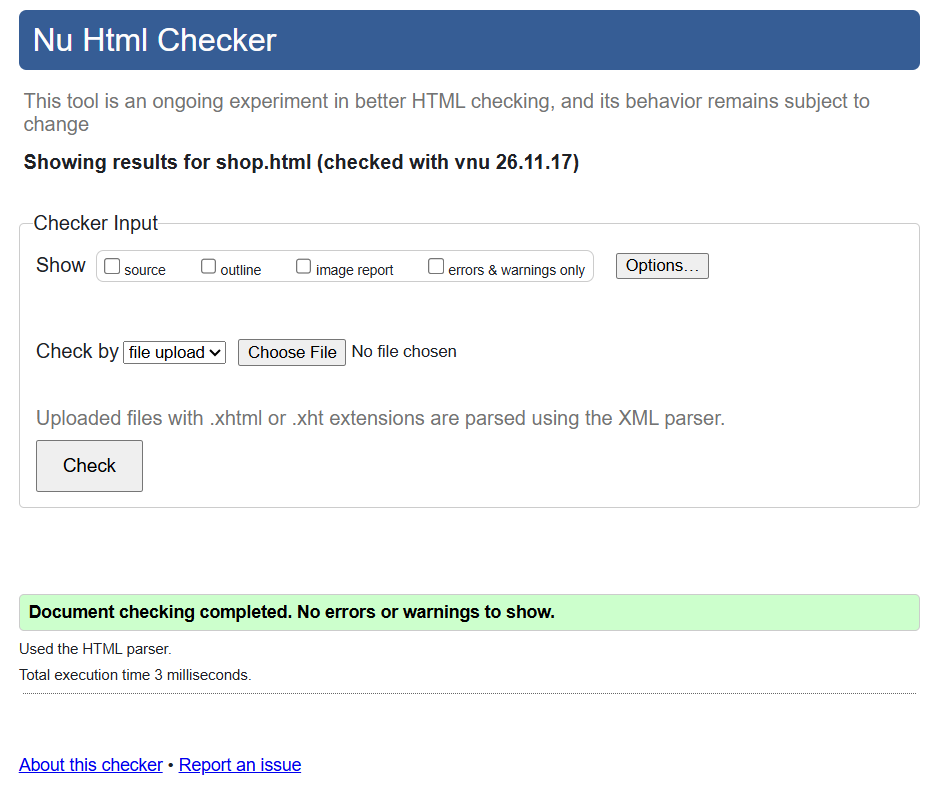 Nu Html Checker
This tool is an ongoing experiment in better HTML checking, and its behavior remains subject to
change
Showing results for shop.html (checked with vnu 26.11.17)
Checker Input
Show source outline image report errors & warnings only Options…
Check by file upload Choose File No file chosen
Uploaded files with .xhtml or .xht extensions are parsed using the XML parser.
Check
Document checking completed. No errors or warnings to show.
Used the HTML parser.
Total execution time 3 milliseconds.
About this checker • Report an issue